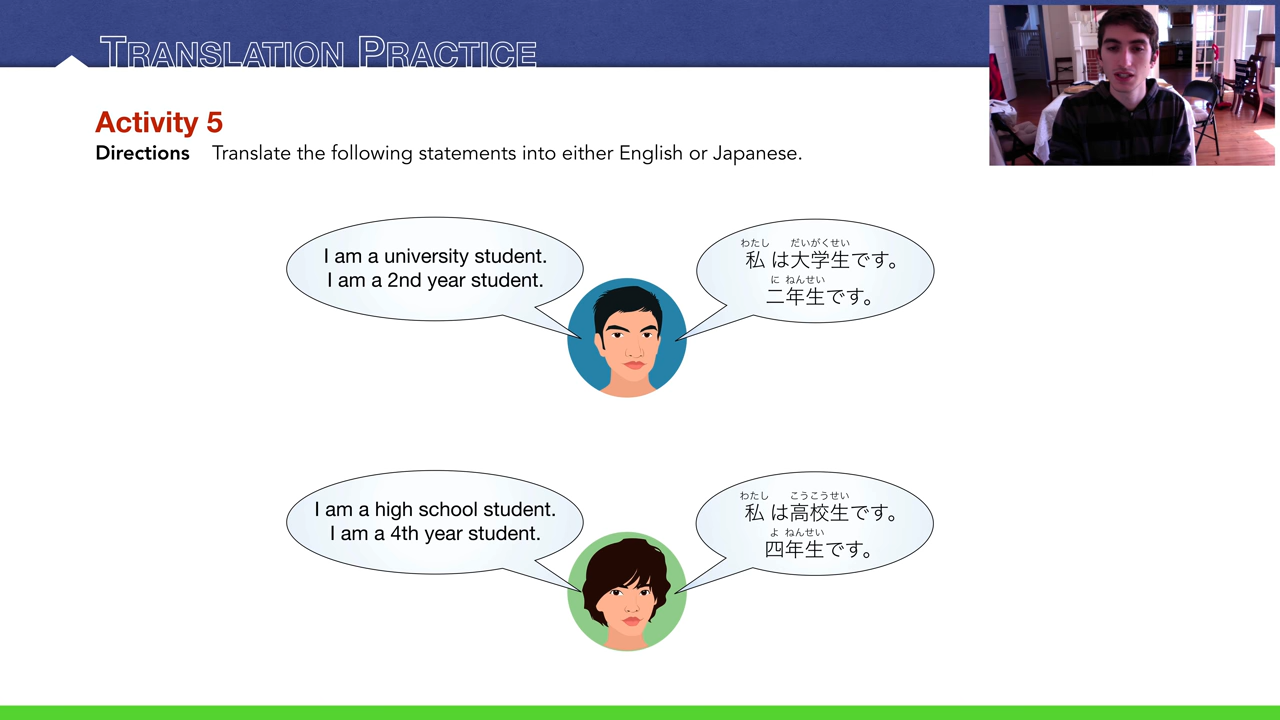 TRANSLATION PRACTICE
Activity 5
Directions Translate the following statements into either English or Japanese.
I am a university student.
I am a 2nd year student.
わたし だいがくせい
私は大学生です。
に ねんせい
二年生です。
I am a high school student.
I am a 4th year student.
わたし こうこうせい
私は高校生です。
よ ねんせい
四年生です。